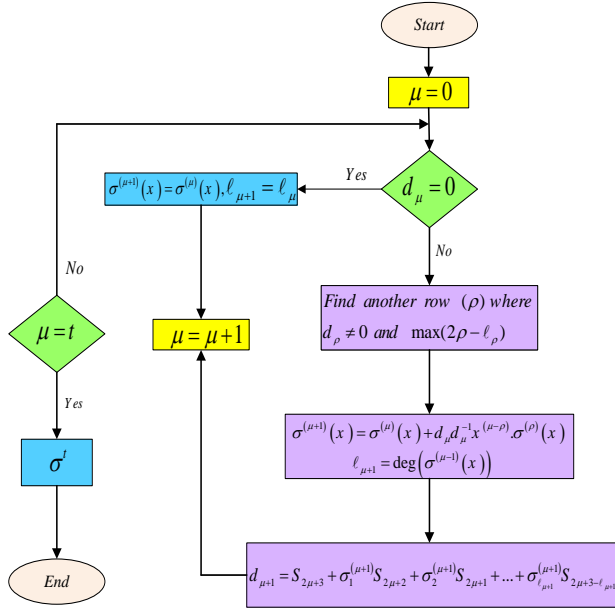 Start
μ = 0
d_μ = 0
Yes
σ^(μ+1)(x) = σ^(μ)(x), ℓ_μ+1 = ℓ_μ
No
Find another row (ρ) where
d_ρ ≠ 0 and max(2ρ − ℓ_ρ)
No
μ = t
μ = μ+1
Yes
σ^(μ+1)(x) = σ^(μ)(x) + d_μ d_μ^−1 x^(μ−ρ).σ^(ρ)(x)
ℓ_μ+1 = deg(σ^(μ−1)(x))
σ^t
End
d_μ+1 = S_2μ+3 + σ_1^(μ+1) S_2μ+2 + σ_2^(μ+1) S_2μ+1 + ... + σ_ℓ_μ+1^(μ+1) S_2μ+3−ℓ_μ+1